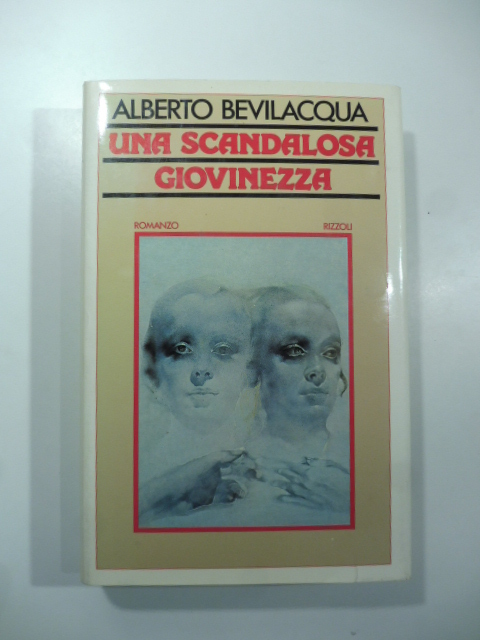 ALBERTO BEVILACQUA
UNA SCANDALOSA
GIOVINEZZA
ROMANZO RIZZOLI